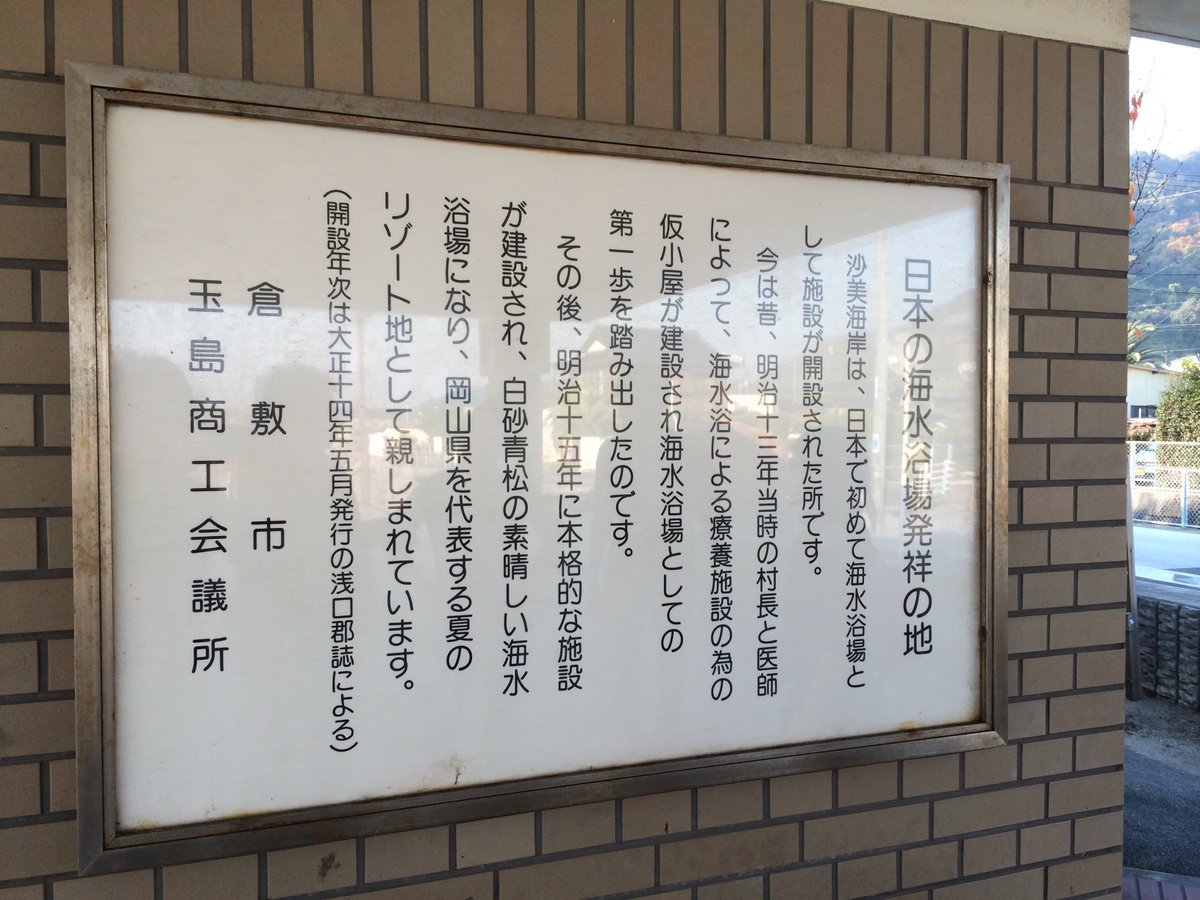 日本の海水浴場発祥の地
沙美海岸は、日本で初めて海水浴場と
して施設が開設された所です。
今は昔、明治十三年当時の村長と医師
によって、海水浴による療養施設の為の
仮小屋が建設され海水浴場としての
第一歩を踏み出したのです。
その後、明治十五年に本格的な施設
が建設され、白砂青松の素晴しい海水
浴場になり、岡山県を代表する夏の
リゾート地として親しまれています。
（開設年次は大正十四年五月発行の浅口郡誌による）
倉敷市
玉島商工会議所